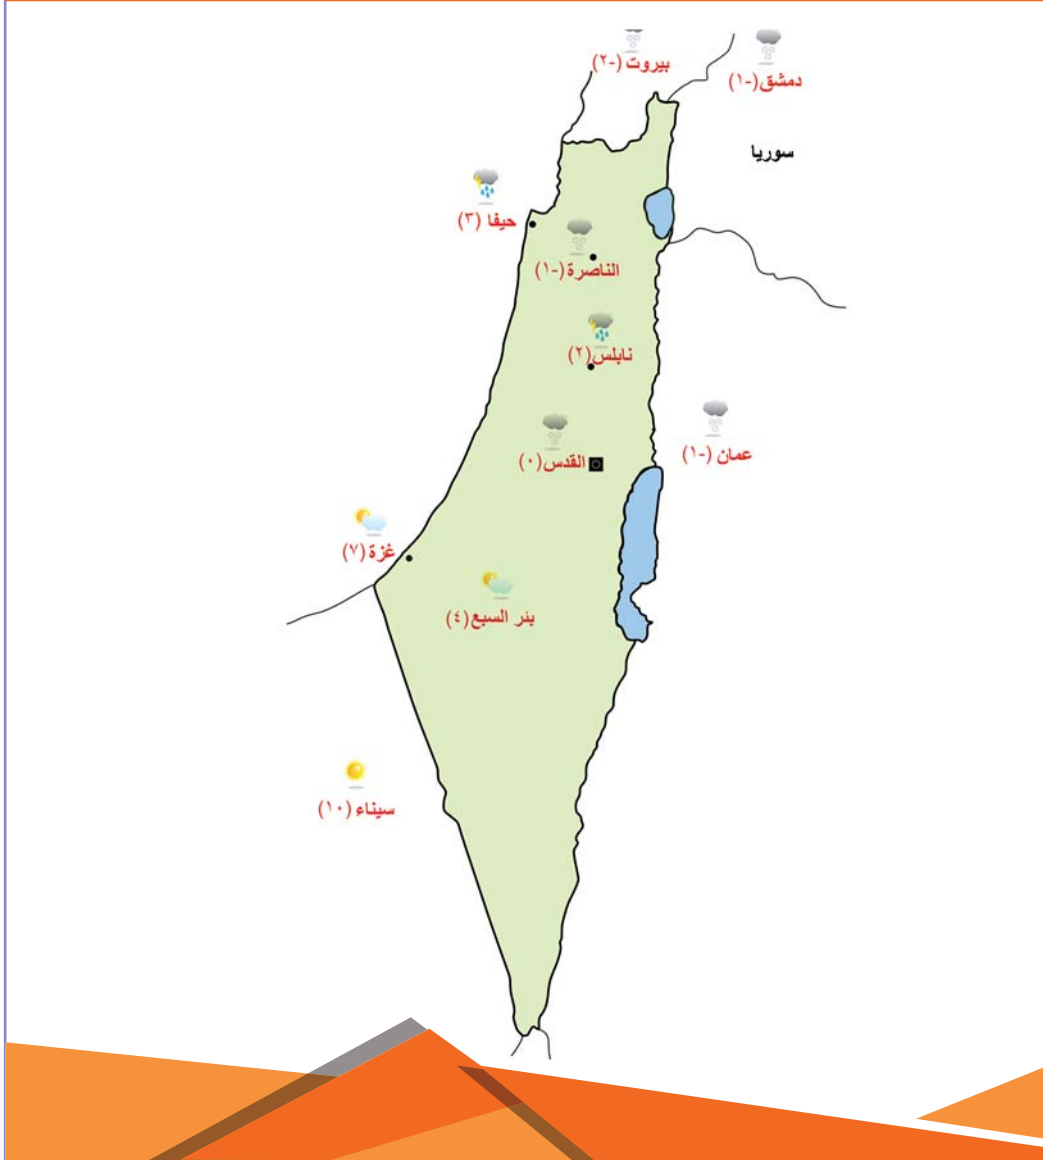 بيروت (-٢)
دمشق (-١)
سوريا
حيفا (٣)
الناصرة (-١)
نابلس (٢)
عمان (-١)
القدس (٠)
غزة (٧)
بئر السبع (٤)
سيناء (١٠)